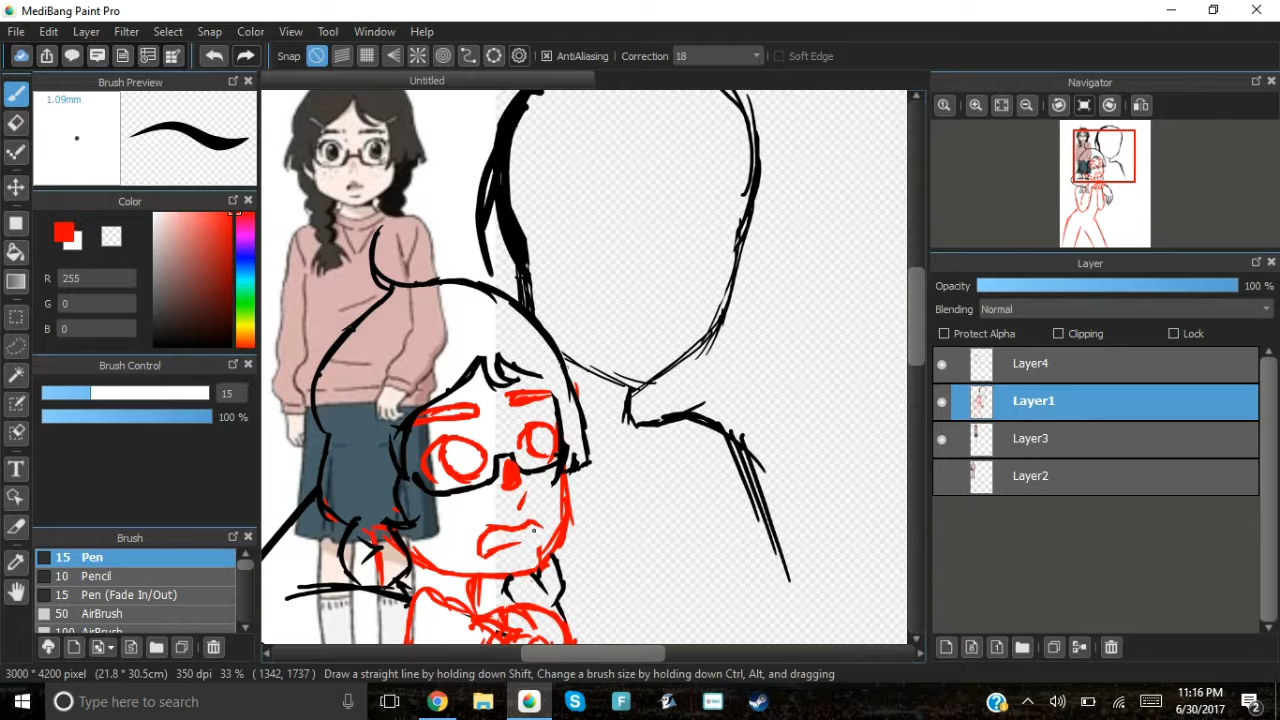 MediBang Paint Pro
File Edit Layer Filter Select Snap Color View Tool Window Help
Snap AntiAliasing Correction 18 Soft Edge
Brush Preview
Untitled
Navigator
1.09mm
Color
R 255
G 0
B 0
Layer
Opacity 100 %
Blending Normal
Protect Alpha Clipping Lock
Layer4
Layer1
Layer3
Layer2
Brush Control
15
100 %
Brush
15 Pen
10 Pencil
15 Pen (Fade In/Out)
50 AirBrush
100 AirBrush
3000 * 4200 pixel (21.8 * 30.5cm) 350 dpi 33 % ( 1342, 1737) Draw a straight line by holding down Shift, Change a brush size by holding down Ctrl, Alt, and dragging
Type here to search
11:16 PM
6/30/2017
2